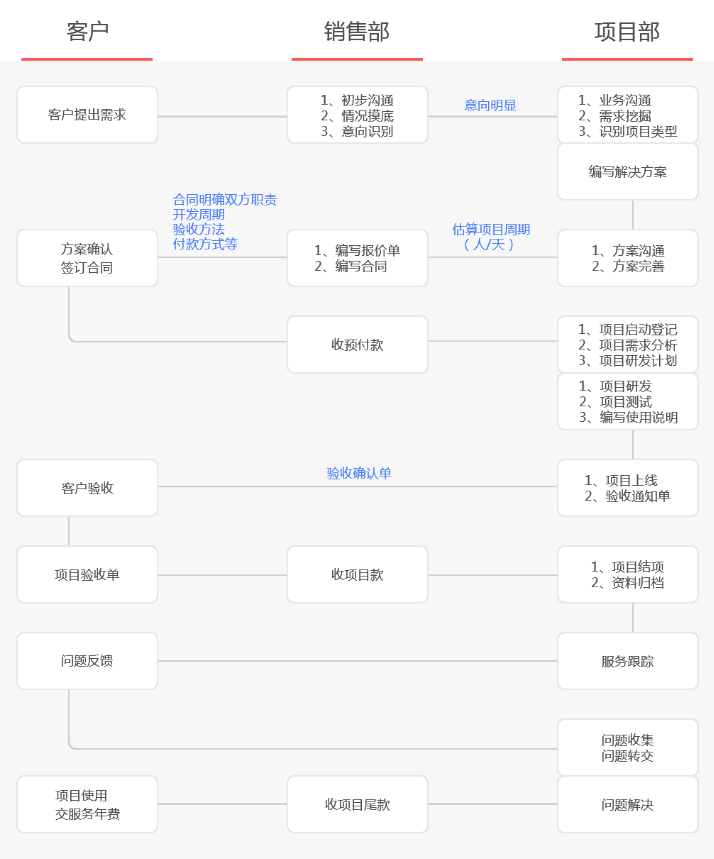 客户
销售部
项目部
客户提出需求
1、初步沟通
2、情况摸底
3、意向识别
意向明显
1、业务沟通
2、需求挖掘
3、识别项目类型
编写解决方案
方案确认
签订合同
合同明确双方职责
开发周期
验收方法
付款方式等
1、编写报价单
2、编写合同
估算项目周期
（人/天）
1、方案沟通
2、方案完善
收预付款
1、项目启动登记
2、项目需求分析
3、项目研发计划
1、项目研发
2、项目测试
3、编写使用说明
客户验收
验收确认单
1、项目上线
2、验收通知单
项目验收单
收项目款
1、项目结项
2、资料归档
问题反馈
服务跟踪
问题收集
问题转交
项目使用
交服务年费
收项目尾款
问题解决